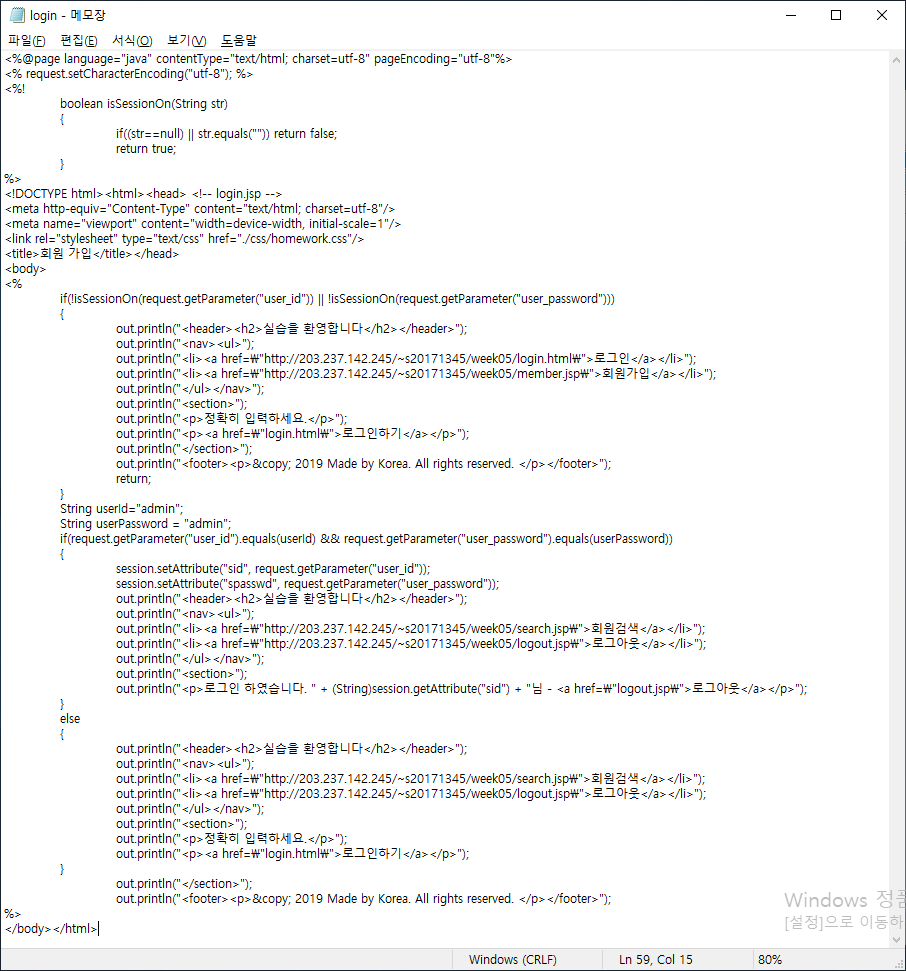 login - 메모장
파일(F) 편집(E) 서식(O) 보기(V) 도움말
<%@page language="java" contentType="text/html; charset=utf-8" pageEncoding="utf-8"%>
<% request.setCharacterEncoding("utf-8"); %>
<%!
boolean isSessionOn(String str)
{
if((str==null) || str.equals("")) return false;
return true;
}
%>
<!DOCTYPE html><html><head> <!-- login.jsp -->
<meta http-equiv="Content-Type" content="text/html; charset=utf-8"/>
<meta name="viewport" content="width=device-width, initial-scale=1"/>
<link rel="stylesheet" type="text/css" href="./css/homework.css"/>
<title>회원 가입</title></head>
<body>
<%
if(!isSessionOn(request.getParameter("user_id")) || !isSessionOn(request.getParameter("user_password")))
{
out.println("<header><h2>실습을 환영합니다</h2></header>");
out.println("<nav><ul>");
out.println("<li><a href=₩"http://203.237.142.245/~s20171345/week05/login.html₩">로그인</a></li>");
out.println("<li><a href=₩"http://203.237.142.245/~s20171345/week05/member.jsp₩">회원가입</a></li>");
out.println("</ul></nav>");
out.println("<section>");
out.println("<p>정확히 입력하세요.</p>");
out.println("<p><a href=₩"login.html₩">로그인하기</a></p>");
out.println("</section>");
out.println("<footer><p>&copy; 2019 Made by Korea. All rights reserved. </p></footer>");
return;
}
String userId="admin";
String userPassword = "admin";
if(request.getParameter("user_id").equals(userId) && request.getParameter("user_password").equals(userPassword))
{
session.setAttribute("sid", request.getParameter("user_id"));
session.setAttribute("spasswd", request.getParameter("user_password"));
out.println("<header><h2>실습을 환영합니다</h2></header>");
out.println("<nav><ul>");
out.println("<li><a href=₩"http://203.237.142.245/~s20171345/week05/search.jsp₩">회원검색</a></li>");
out.println("<li><a href=₩"http://203.237.142.245/~s20171345/week05/logout.jsp₩">로그아웃</a></li>");
out.println("</ul></nav>");
out.println("<section>");
out.println("<p>로그인 하였습니다. " + (String)session.getAttribute("sid") + "님 - <a href=₩"logout.jsp₩">로그아웃</a></p>");
}
else
{
out.println("<header><h2>실습을 환영합니다</h2></header>");
out.println("<nav><ul>");
out.println("<li><a href=₩"http://203.237.142.245/~s20171345/week05/search.jsp₩">회원검색</a></li>");
out.println("<li><a href=₩"http://203.237.142.245/~s20171345/week05/logout.jsp₩">로그아웃</a></li>");
out.println("</ul></nav>");
out.println("<section>");
out.println("<p>정확히 입력하세요.</p>");
out.println("<p><a href=₩"login.html₩">로그인하기</a></p>");
}
out.println("</section>");
out.println("<footer><p>&copy; 2019 Made by Korea. All rights reserved. </p></footer>");
%>
</body></html>
Windows 정품
[설정]으로 이동하
Windows (CRLF) Ln 59, Col 15 80%